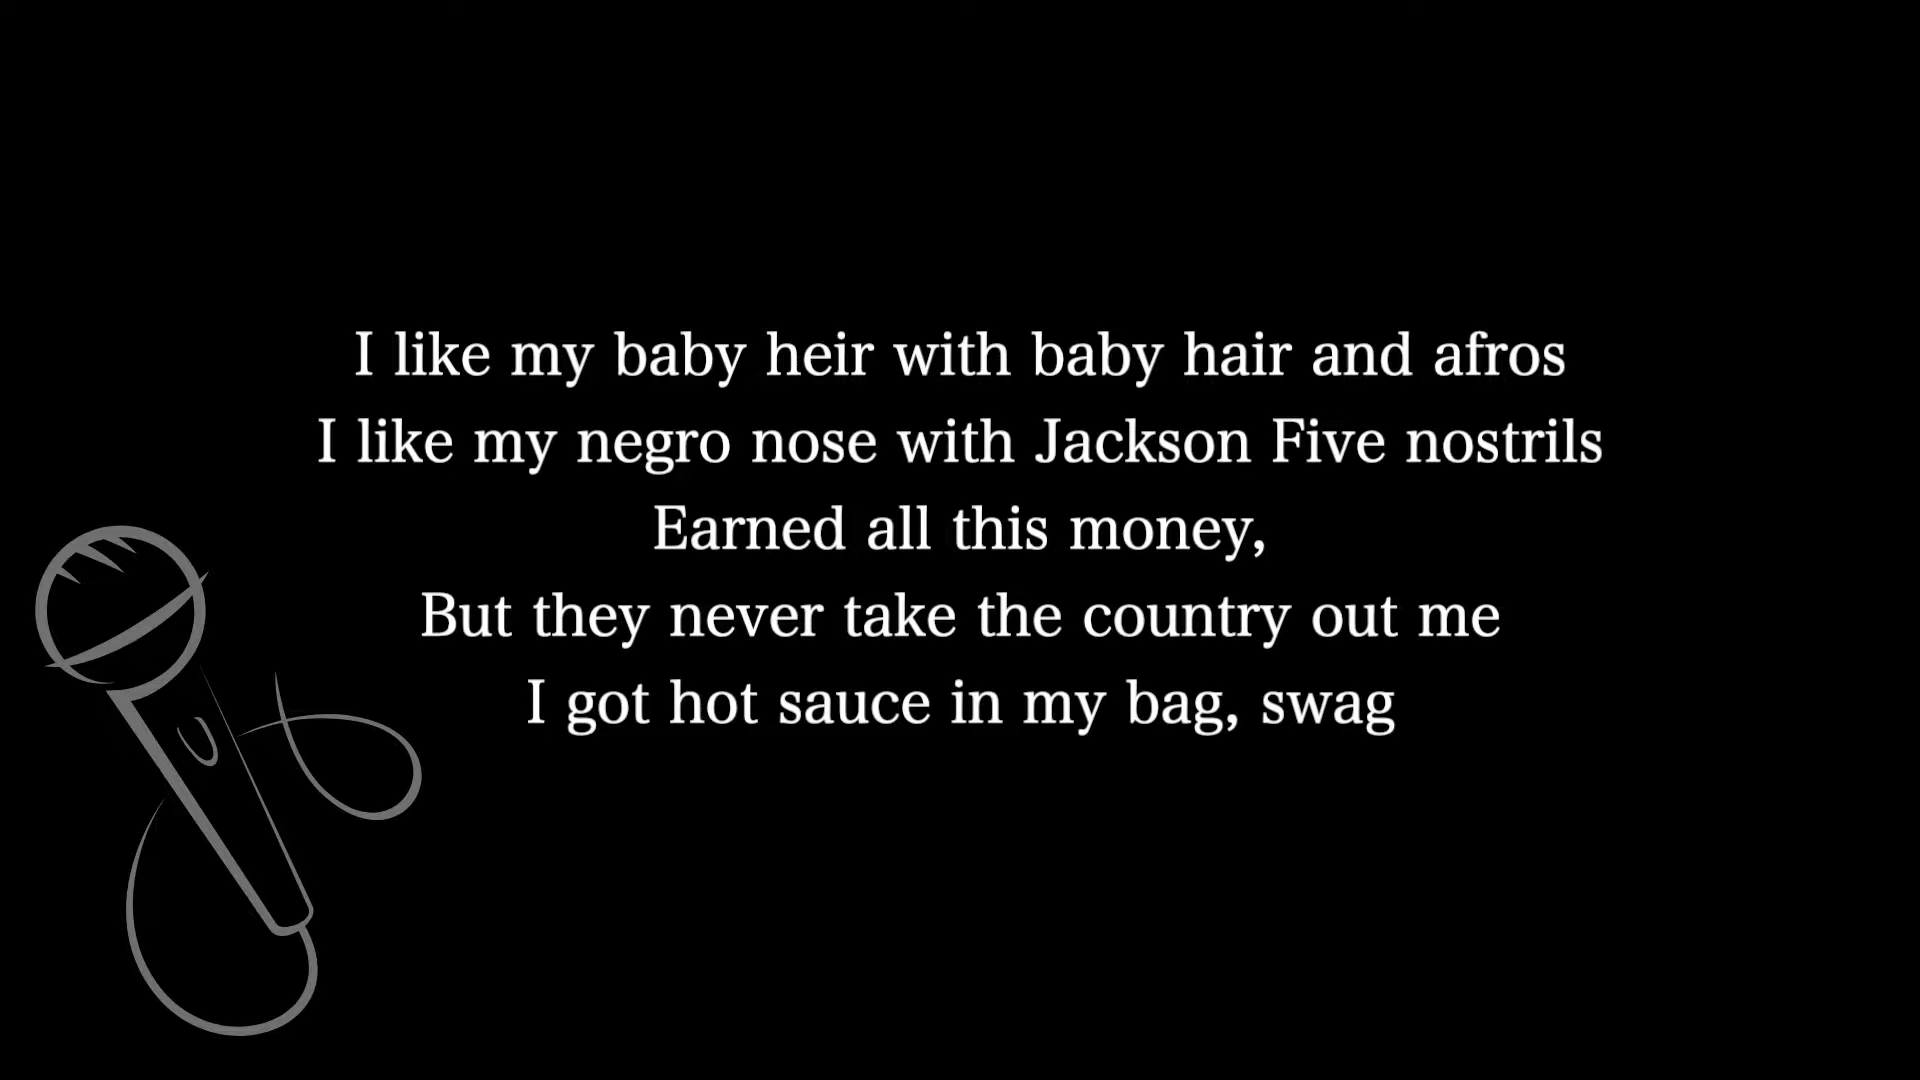 I like my baby heir with baby hair and afros
I like my negro nose with Jackson Five nostrils
Earned all this money,
But they never take the country out me
I got hot sauce in my bag, swag